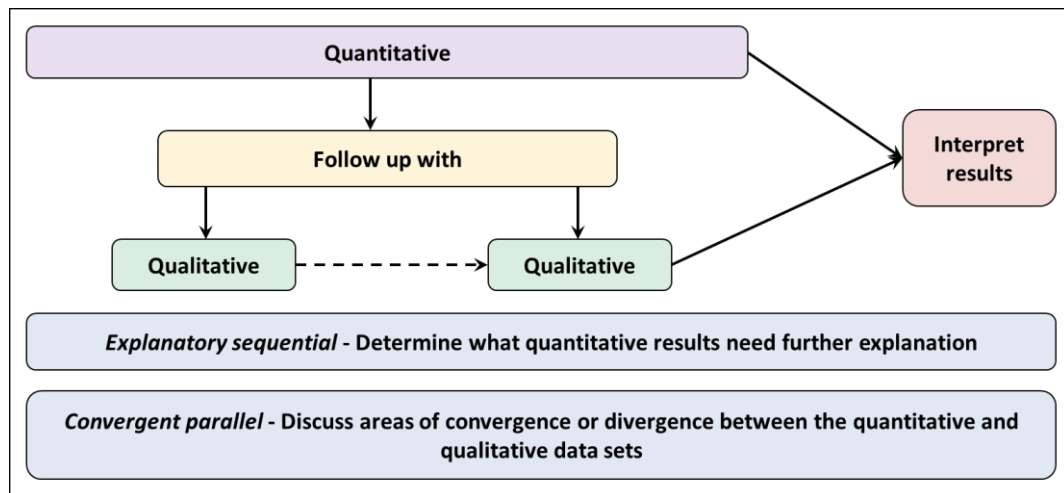 Quantitative
Follow up with
Interpret
results
Qualitative
Qualitative
Explanatory sequential - Determine what quantitative results need further explanation
Convergent parallel - Discuss areas of convergence or divergence between the quantitative and
qualitative data sets